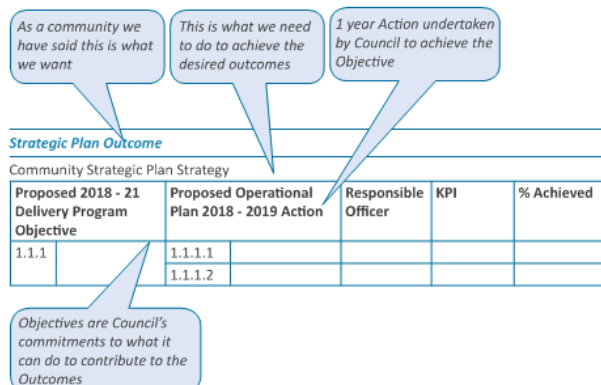 As a community we
have said this is what
we want
This is what we need
to do to achieve the
desired outcomes
1 year Action undertaken
by Council to achieve the
Objective
Strategic Plan Outcome
Community Strategic Plan Strategy
Proposed 2018 - 21
Delivery Program
Objective
Proposed Operational
Plan 2018 - 2019 Action
Responsible
Officer
KPI
% Achieved
1.1.1
1.1.1.1
1.1.1.2
Objectives are Council's
commitments to what it
can do to contribute to the
Outcomes